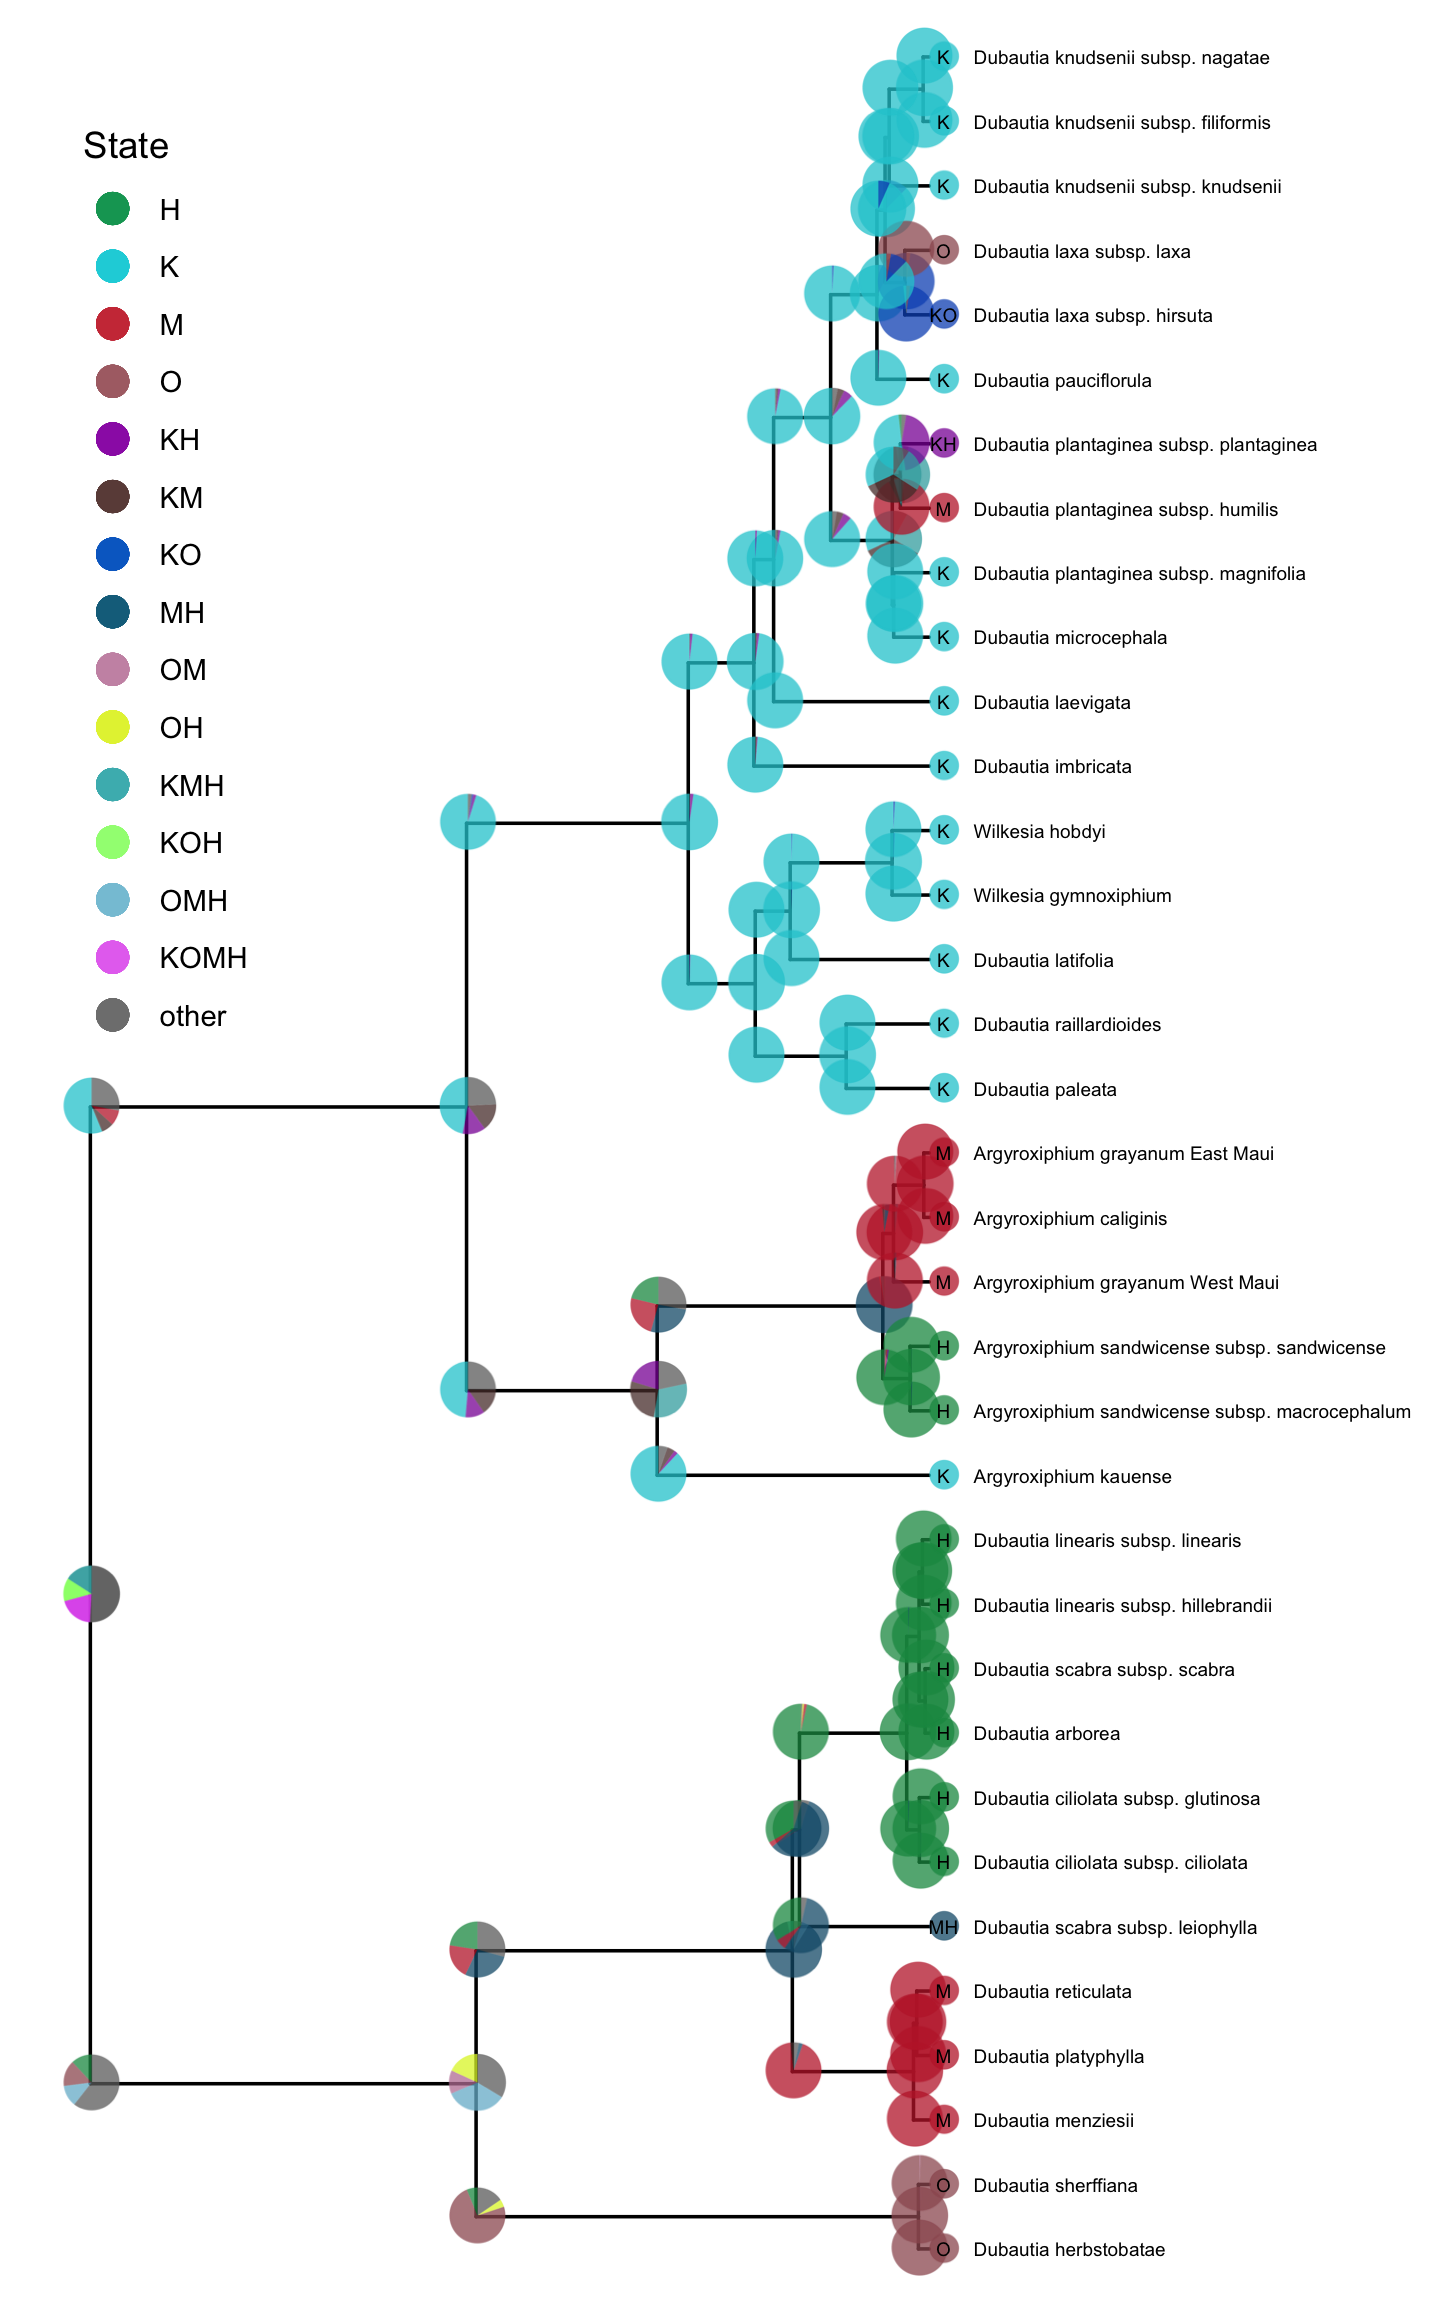 State
H
K
M
O
KH
KM
KO
MH
OM
OH
KMH
KOH
OMH
KOMH
other
K Dubautia knudsenii subsp. nagatae
K Dubautia knudsenii subsp. filiformis
K Dubautia knudsenii subsp. knudsenii
O Dubautia laxa subsp. laxa
KO Dubautia laxa subsp. hirsuta
K Dubautia pauciflorula
KH Dubautia plantaginea subsp. plantaginea
M Dubautia plantaginea subsp. humilis
K Dubautia plantaginea subsp. magnifolia
K Dubautia microcephala
K Dubautia laevigata
K Dubautia imbricata
K Wilkesia hobdyi
K Wilkesia gymnoxiphium
K Dubautia latifolia
K Dubautia raillardioides
K Dubautia paleata
M Argyroxiphium grayanum East Maui
M Argyroxiphium caliginis
M Argyroxiphium grayanum West Maui
H Argyroxiphium sandwicense subsp. sandwicense
H Argyroxiphium sandwicense subsp. macrocephalum
K Argyroxiphium kauense
H Dubautia linearis subsp. linearis
H Dubautia linearis subsp. hillebrandii
H Dubautia scabra subsp. scabra
H Dubautia arborea
H Dubautia ciliolata subsp. glutinosa
H Dubautia ciliolata subsp. ciliolata
MH Dubautia scabra subsp. leiophylla
M Dubautia reticulata
M Dubautia platyphylla
M Dubautia menziesii
O Dubautia sherffiana
O Dubautia herbstobatae